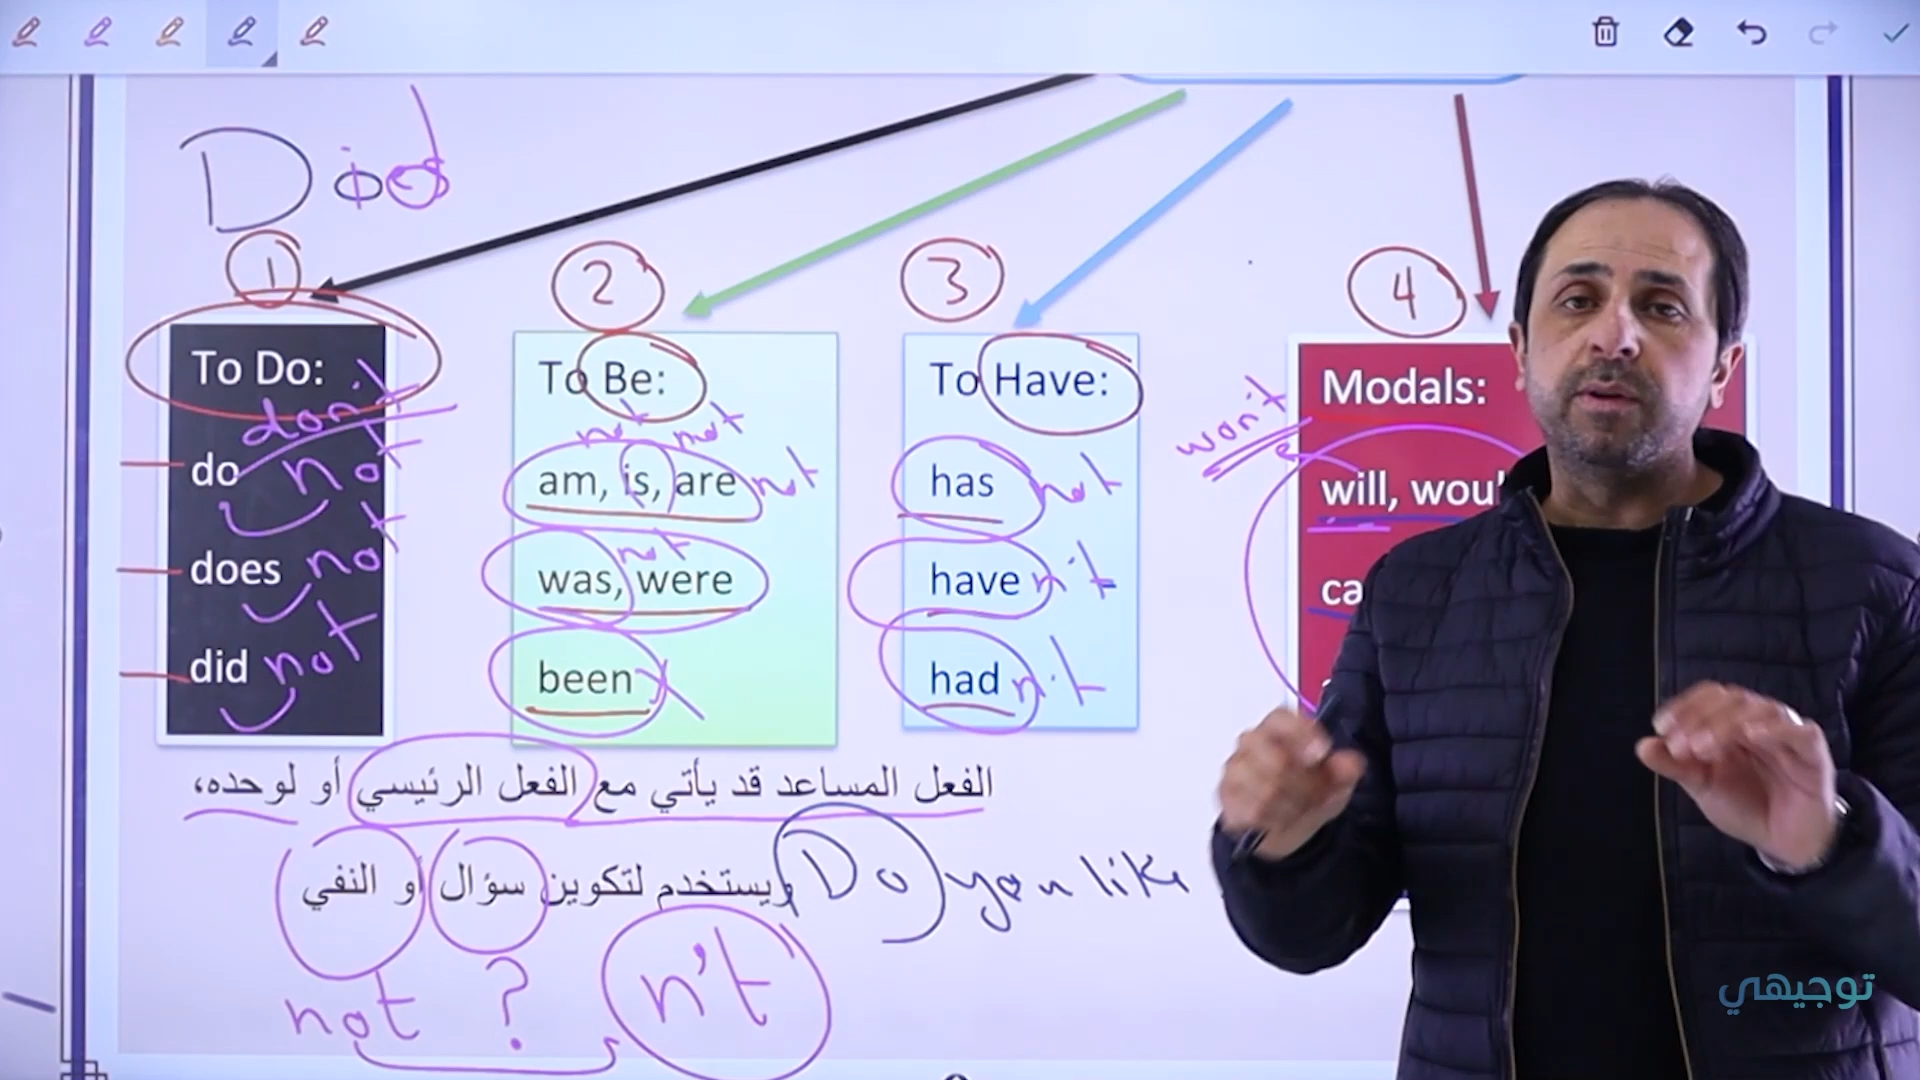 Did
1 2 3 4
To Do:
don't
do not
does not
did not
To Be:
not not
am, is, are not
not
was, were
been
To Have:
has not
have n't
had n't
Modals:
won't
will,
الفعل المساعد قد يأتي مع الفعل الرئيسي أو لوحده،
ويستخدم لتكوين سؤال او النفي
Do you like
not ? n't
توجيهي